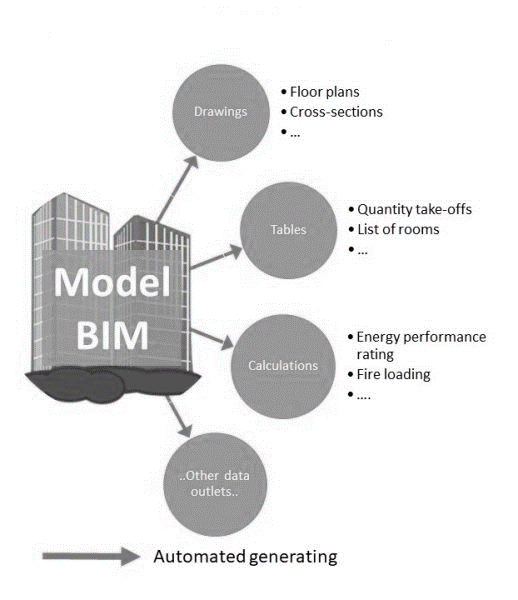 Drawings
• Floor plans
• Cross-sections
• ...
Tables
• Quantity take-offs
• List of rooms
• ...
Model
BIM
Calculations
• Energy performance
rating
• Fire loading
• ....
..Other data
outlets..
Automated generating